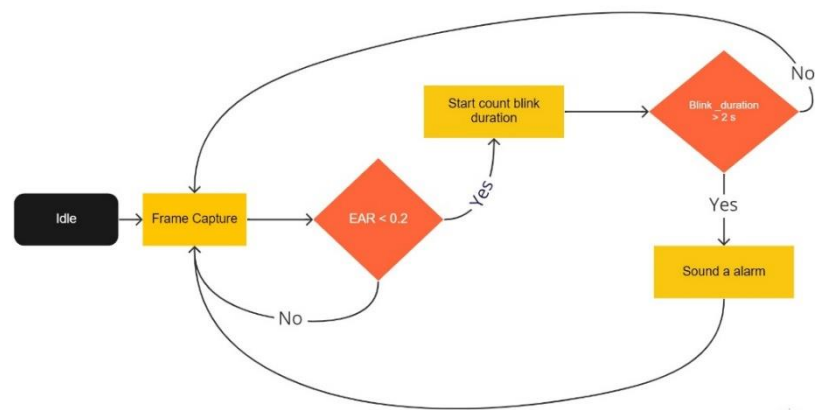 No
Start count blink
duration
Blink _duration
> 2 s
Yes
Yes
Idle
Frame Capture
EAR < 0.2
Sound a alarm
No